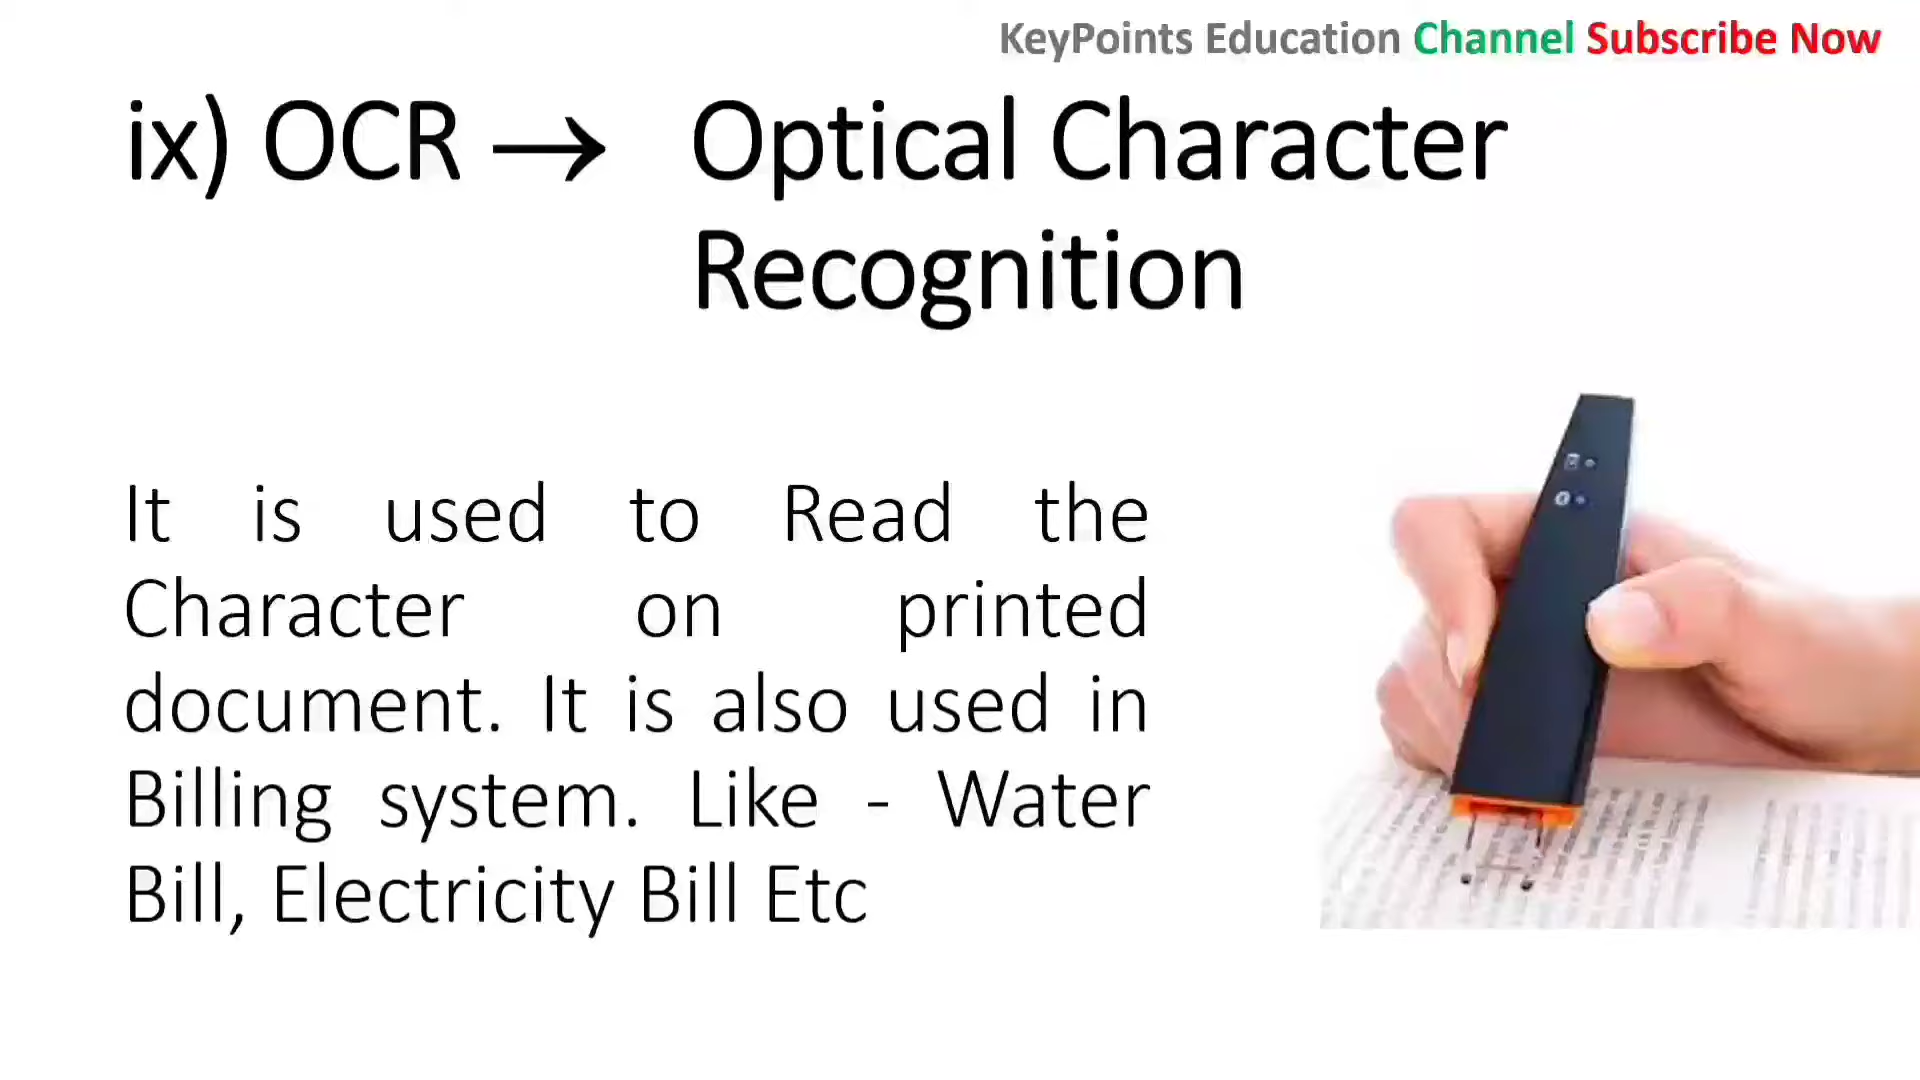 KeyPoints Education Channel Subscribe Now
ix) OCR → Optical Character
Recognition
It is used to Read the
Character on printed
document. It is also used in
Billing system. Like - Water
Bill, Electricity Bill Etc